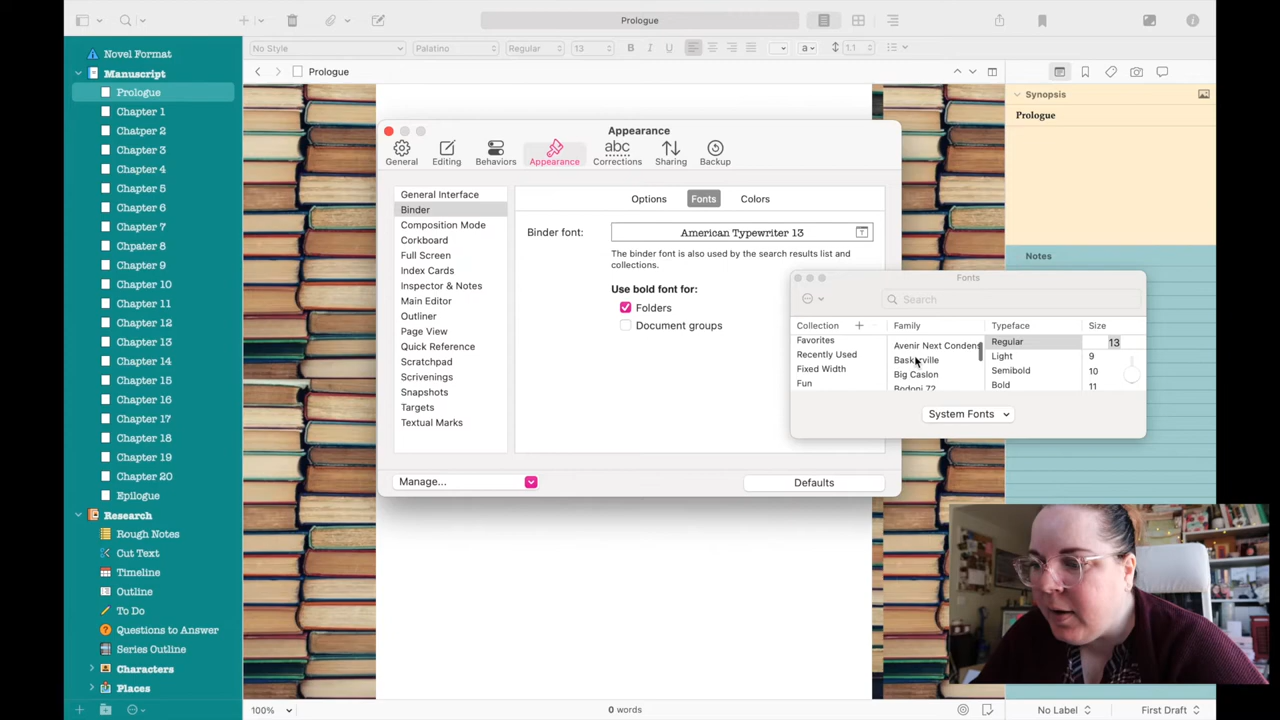 Prologue
No Style
Palatino
Regular
13
B
I
U
a
1.1
Novel Format
Manuscript
Prologue
Chapter 1
Chatper 2
Chapter 3
Chapter 4
Chapter 5
Chapter 6
Chapter 7
Chpater 8
Chapter 9
Chapter 10
Chapter 11
Chapter 12
Chapter 13
Chapter 14
Chapter 15
Chapter 16
Chapter 17
Chapter 18
Chapter 19
Chapter 20
Epilogue
Research
Rough Notes
Cut Text
Timeline
Outline
To Do
Questions to Answer
Series Outline
Characters
Places
Prologue
Appearance
General
Editing
Behaviors
Appearance
abc
Corrections
Sharing
Backup
General Interface
Binder
Composition Mode
Corkboard
Full Screen
Index Cards
Inspector & Notes
Main Editor
Outliner
Page View
Quick Reference
Scratchpad
Scrivenings
Snapshots
Targets
Textual Marks
Options
Fonts
Colors
Binder font:
American Typewriter 13
The binder font is also used by the search results list and
collections.
Use bold font for:
Folders
Document groups
Manage...
Defaults
Fonts
Search
Collection
Favorites
Recently Used
Fixed Width
Fun
Family
Avenir Next Condens
Baskerville
Big Caslon
Bodoni 72
Typeface
Regular
Light
Semibold
Bold
Size
13
9
10
11
System Fonts
Synopsis
Prologue
Notes
100%
0 words
No Label
First Draft